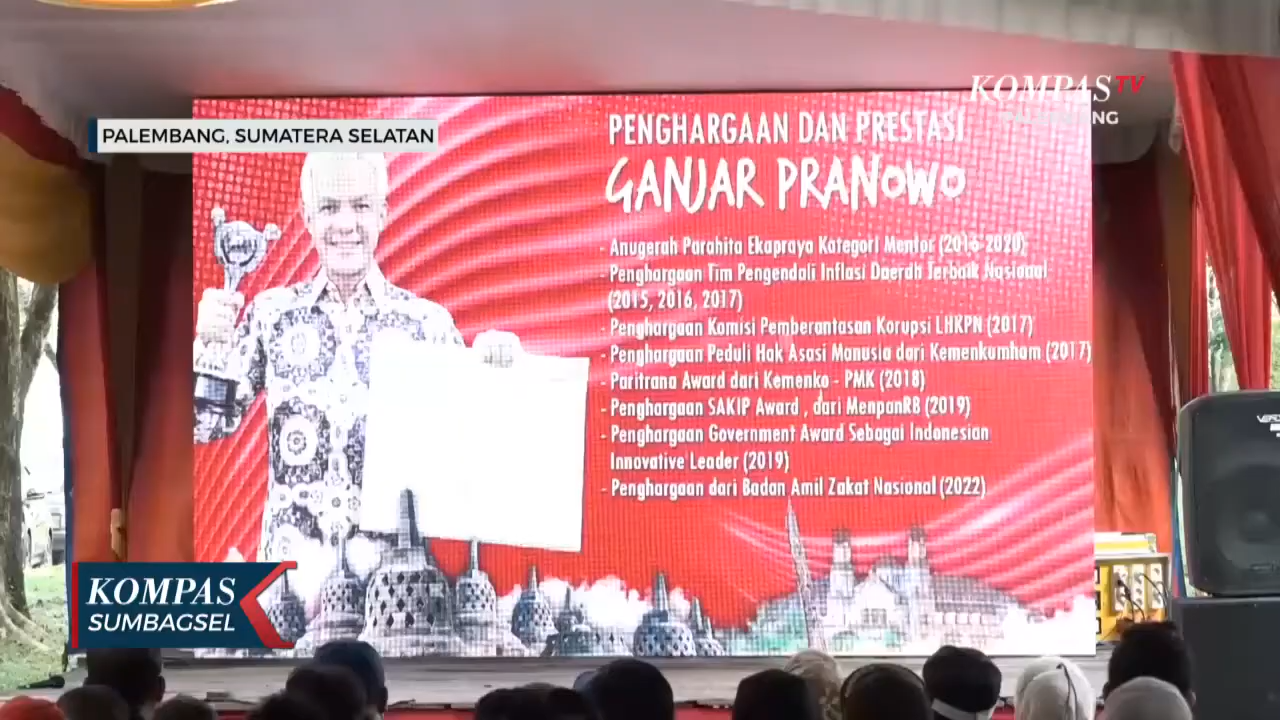 KOMPAS TV
PALEMBANG, SUMATERA SELATAN
PENGHARGAAN DAN PRESTASI
GANJAR PRANOWO
- Anugerah Parahita Ekapraya Kategori Mentor (2016-2020)
- Penghargaan Tim Pengendali Inflasi Daerah Terbaik Nasional
(2015, 2016, 2017)
- Penghargaan Komisi Pemberantasan Korupsi LHKPN (2017)
- Penghargaan Peduli Hak Asasi Manusia dari Kemenkumham (2017)
- Paritrana Award dari Kemenko - PMK (2018)
- Penghargaan SAKIP Award , dari MenpanRB (2019)
- Penghargaan Government Award Sebagai Indonesian
Innovative Leader (2019)
- Penghargaan dari Badan Amil Zakat Nasional (2022)
KOMPAS
SUMBAGSEL